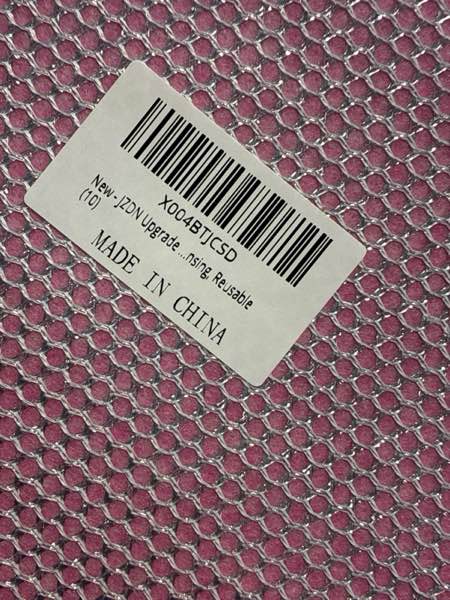 X004BTJCSD
New - JZDN Upgrade ...nsing, Reusable
(10)
MADE IN CHINA